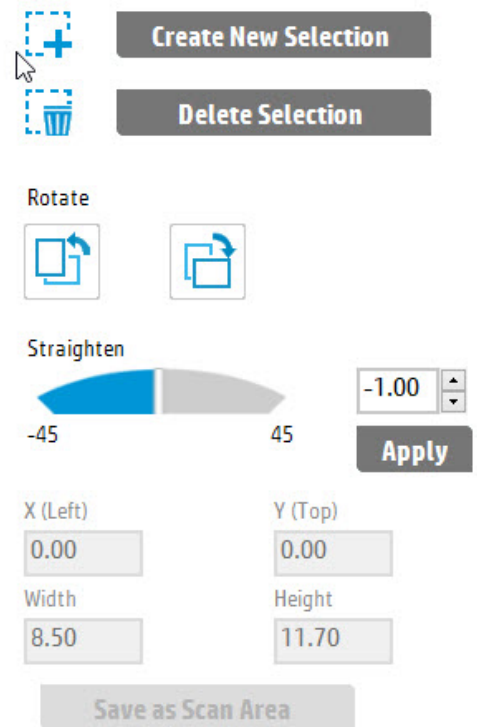 Create New Selection
Delete Selection
Rotate
Straighten
-1.00
-45 45
Apply
X (Left) Y (Top)
0.00 0.00
Width Height
8.50 11.70
Save as Scan Area